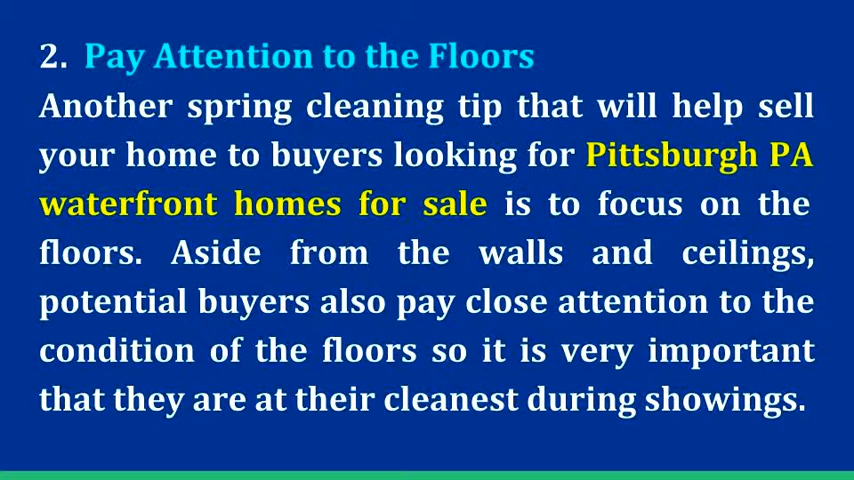 2. Pay Attention to the Floors
Another spring cleaning tip that will help sell
your home to buyers looking for Pittsburgh PA
waterfront homes for sale is to focus on the
floors. Aside from the walls and ceilings,
potential buyers also pay close attention to the
condition of the floors so it is very important
that they are at their cleanest during showings.